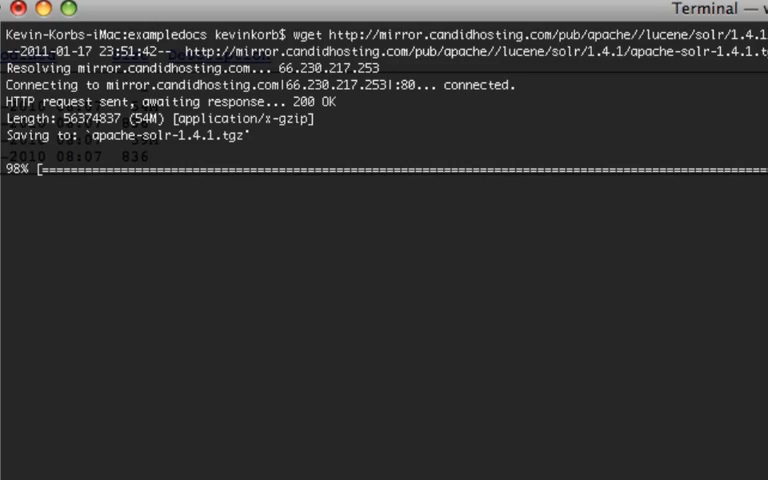 Terminal — 
Kevin-Korbs-iMac:exampledocs kevinkorb$ wget http://mirror.candidhosting.com/pub/apache//lucene/solr/1.4.1
--2011-01-17 23:51:42-- http://mirror.candidhosting.com/pub/apache//lucene/solr/1.4.1/apache-solr-1.4.1.t
Resolving mirror.candidhosting.com... 66.230.217.253
Connecting to mirror.candidhosting.com|66.230.217.253|:80... connected.
HTTP request sent, awaiting response... 200 OK
Length: 56374837 (54M) [application/x-gzip]
Saving to: `apache-solr-1.4.1.tgz'
-2010 08:07 836
98% [=====================================================================================================